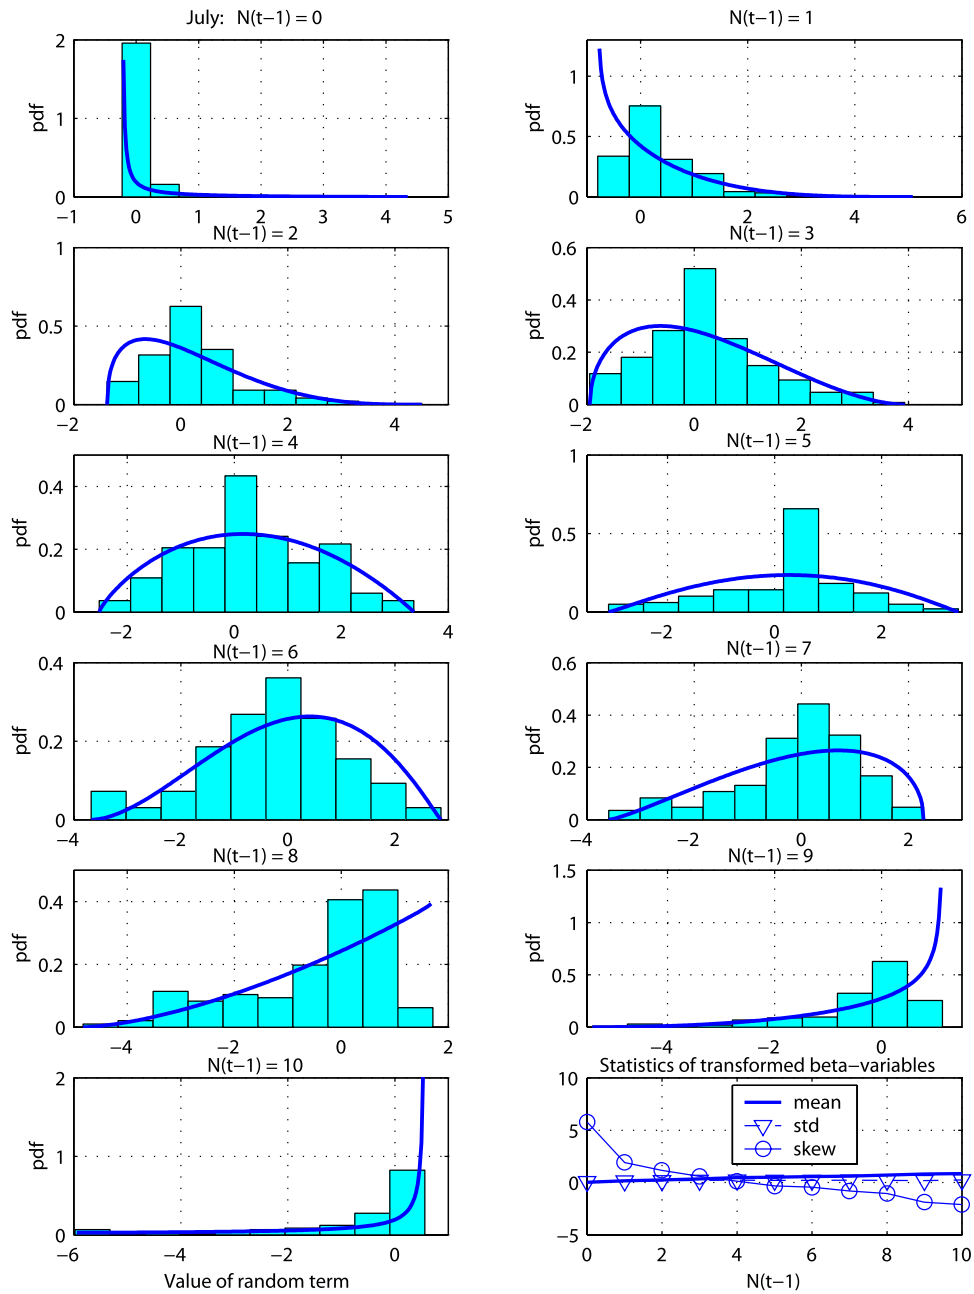 July: N(t−1) = 0
N(t−1) = 1
pdf
2
1
0
−1 0 1 2 3 4 5
pdf
1
0.5
0
0 2 4 6
N(t−1) = 2
N(t−1) = 3
pdf
1
0.5
0
−2 0 2 4
pdf
0.6
0.4
0.2
0
−2 0 2 4
N(t−1) = 4
N(t−1) = 5
pdf
0.4
0.2
0
−2 0 2 4
pdf
1
0.5
0
−2 0 2
N(t−1) = 6
N(t−1) = 7
pdf
0.4
0.2
0
−4 −2 0 2
pdf
0.6
0.4
0.2
0
−4 −2 0 2
N(t−1) = 8
N(t−1) = 9
pdf
0.4
0.2
0
−4 −2 0 2
pdf
1.5
1
0.5
0
−4 −2 0
N(t−1) = 10
Statistics of transformed beta−variables
pdf
2
1
0
−6 −4 −2 0
Value of random term
10
5
0
−5
mean
std
skew
0 2 4 6 8 10
N(t−1)